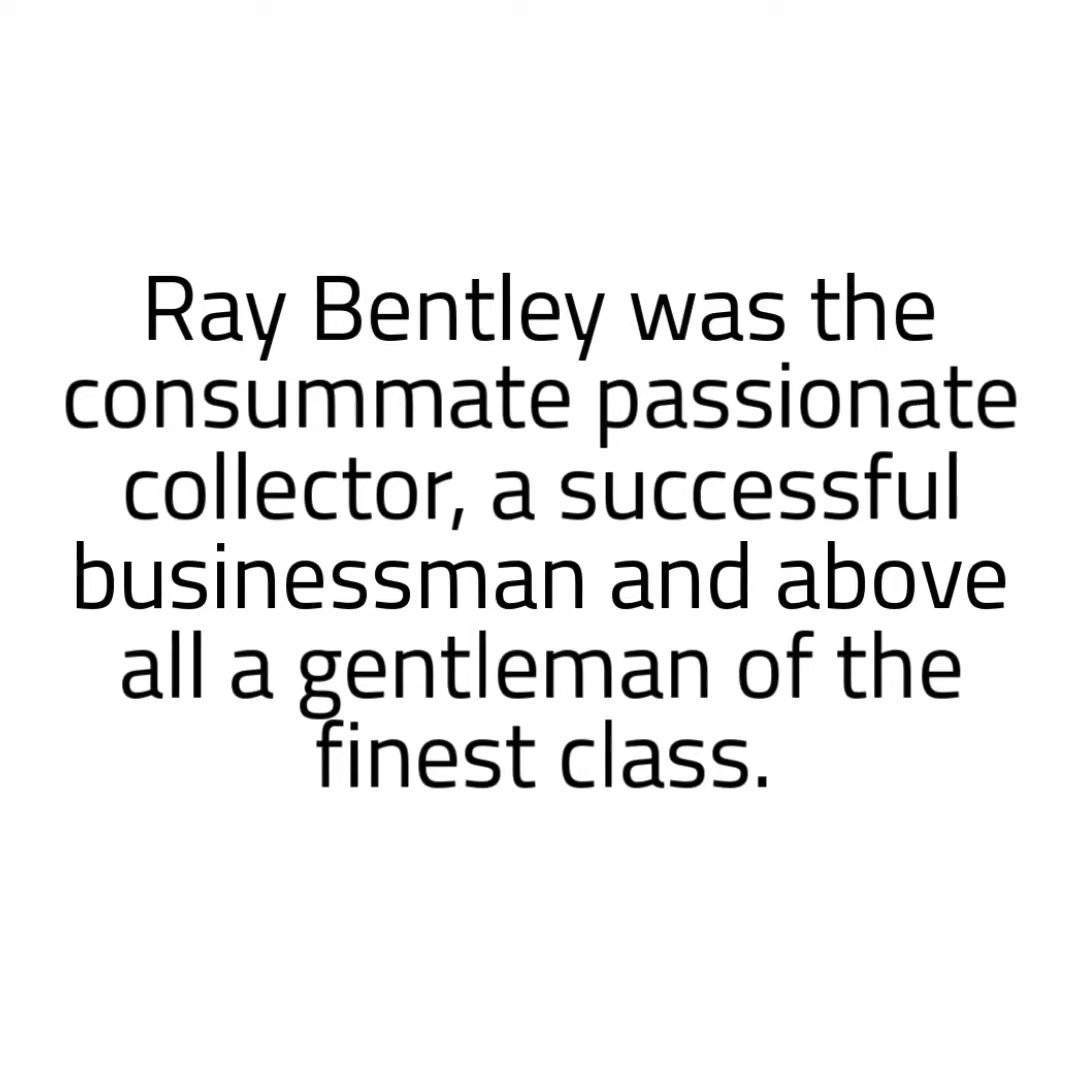 Ray Bentley was the
consummate passionate
collector, a successful
businessman and above
all a gentleman of the
finest class.